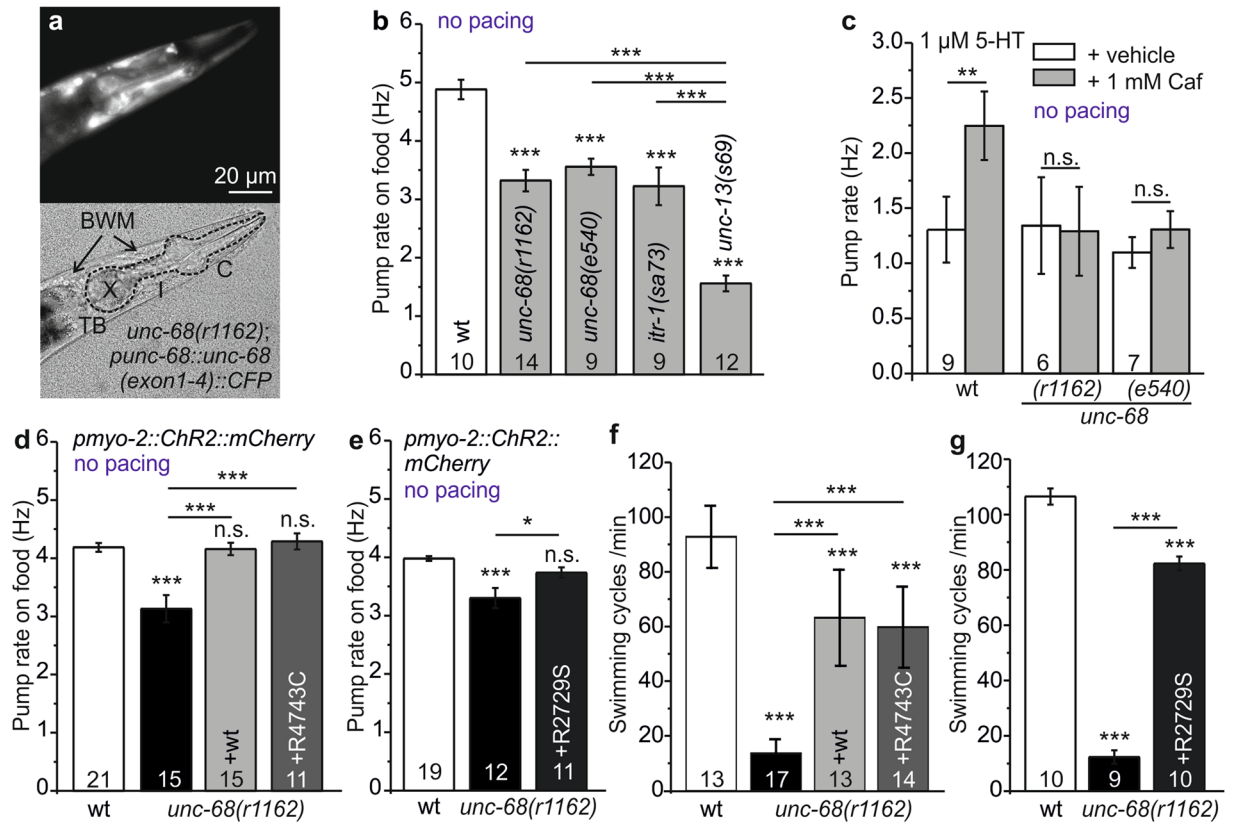 a
20 µm
BWM
X
I
C
TB
unc-68(r1162);
punc-68::unc-68
(exon1-4)::CFP
b
no pacing
Pump rate on food (Hz)
6
5
4
3
2
1
0
***
***
***
***
***
***
***
wt
unc-68(r1162)
unc-68(e540)
itr-1(sa73)
unc-13(s69)
10
14
9
9
12
c
1 µM 5-HT
+ vehicle
+ 1 mM Caf
no pacing
Pump rate (Hz)
3.0
2.5
2.0
1.5
1.0
0.5
0.0
**
n.s.
n.s.
9
6
7
wt
(r1162)
(e540)
unc-68
d
pmyo-2::ChR2::mCherry
no pacing
Pump rate on food (Hz)
6
5
4
3
2
1
0
***
***
***
n.s.
n.s.
+wt
+R4743C
21
15
15
11
wt
unc-68(r1162)
e
pmyo-2::ChR2::
mCherry
no pacing
Pump rate on food (Hz)
6
5
4
3
2
1
0
*
***
n.s.
+R2729S
19
12
11
wt
unc-68(r1162)
f
Swimming cycles /min
120
100
80
60
40
20
0
***
***
***
***
***
+wt
+R4743C
13
17
13
14
wt
unc-68(r1162)
g
Swimming cycles /min
120
100
80
60
40
20
0
***
***
***
+R2729S
10
9
10
wt
unc-68(r1162)